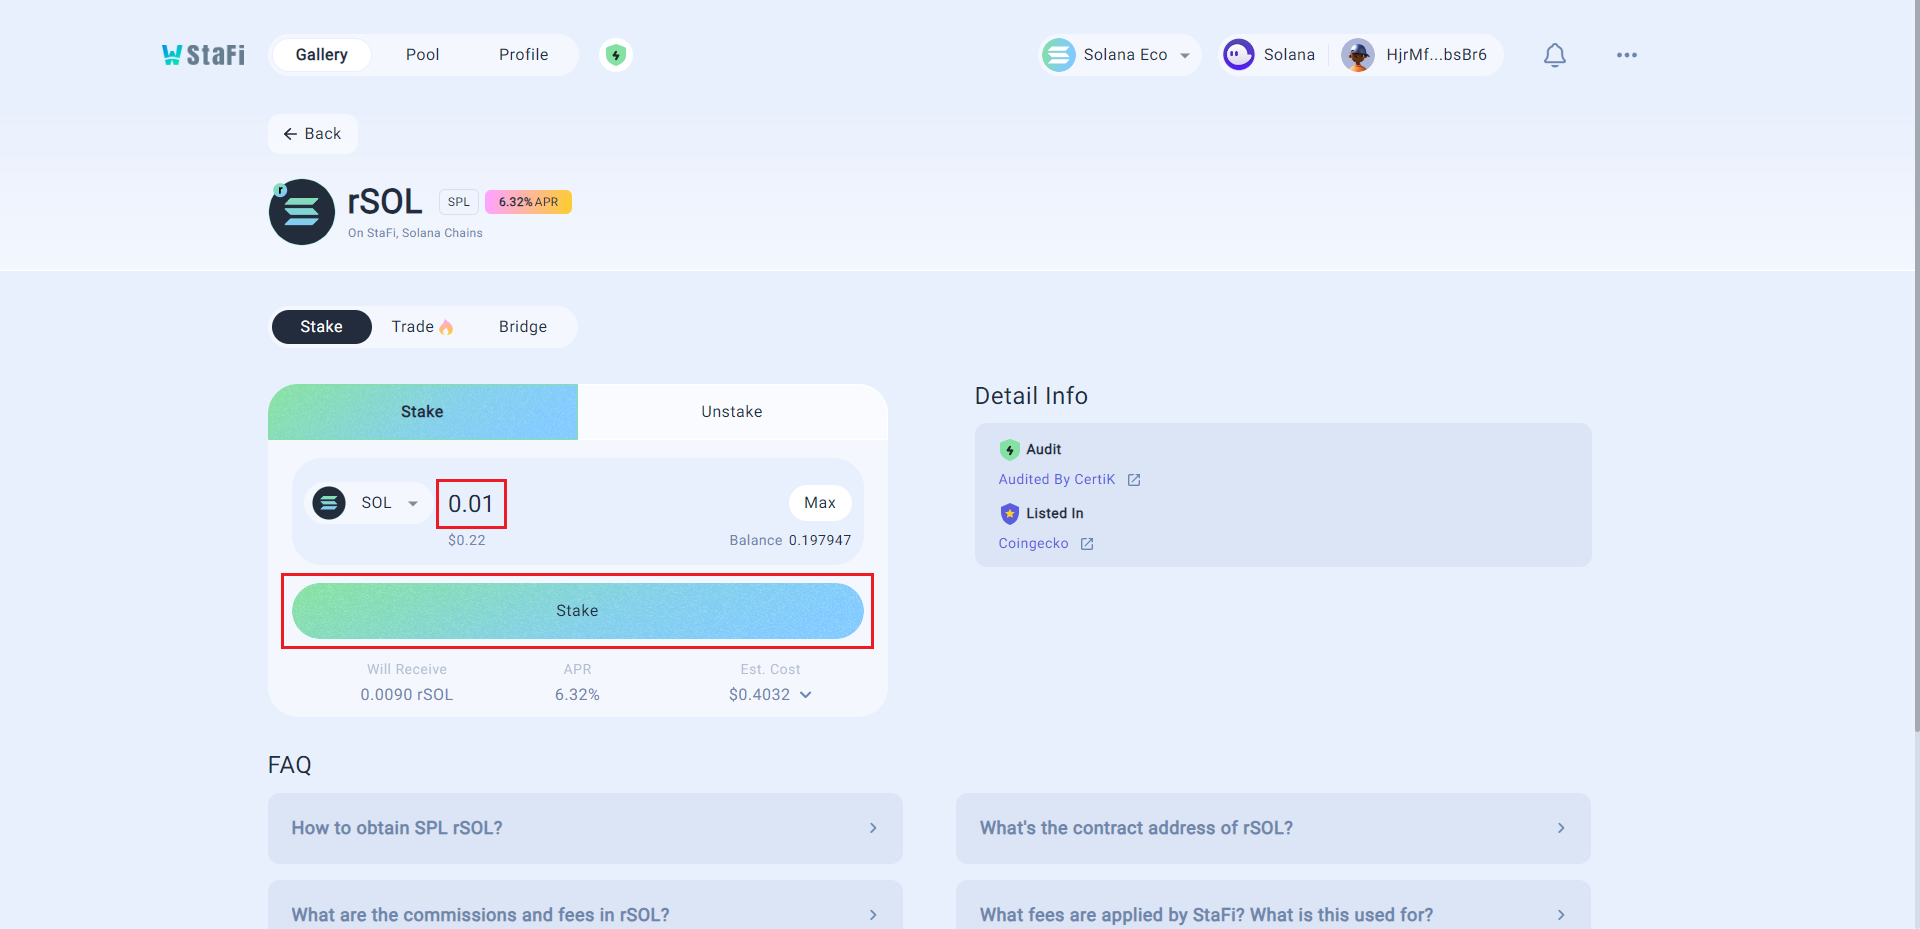 StaFi
Gallery
Pool
Profile
Solana Eco
Solana
HjrMf...bsBr6
Back
rSOL
SPL
6.32% APR
On StaFi, Solana Chains
Stake
Trade
Bridge
Stake
Unstake
SOL
0.01
Max
$0.22
Balance 0.197947
Stake
Will Receive
0.0090 rSOL
APR
6.32%
Est. Cost
$0.4032
Detail Info
Audit
Audited By CertiK
Listed In
Coingecko
FAQ
How to obtain SPL rSOL?
What's the contract address of rSOL?
What are the commissions and fees in rSOL?
What fees are applied by StaFi? What is this used for?